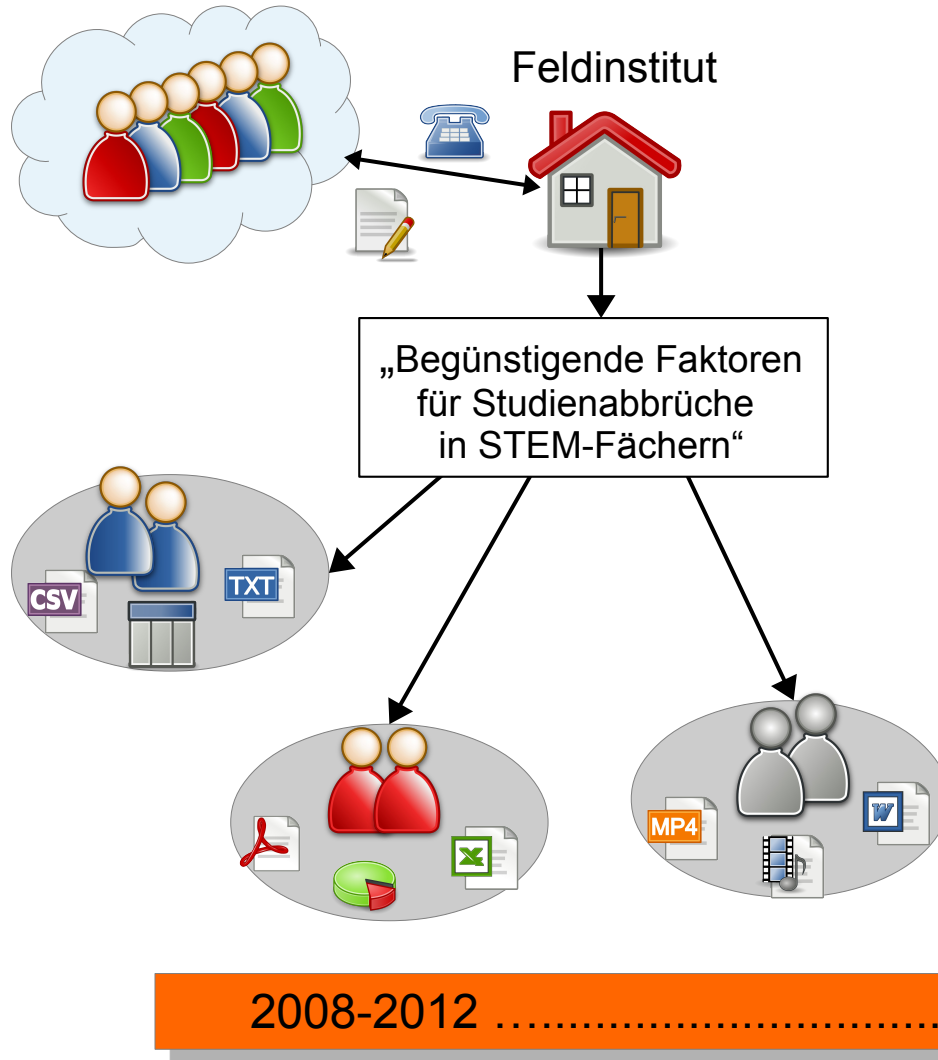 Feldinstitut
„Begünstigende Faktoren
für Studienabbrüche
in STEM-Fächern“
CSV
TXT
MP4
W
2008-2012 …..................................